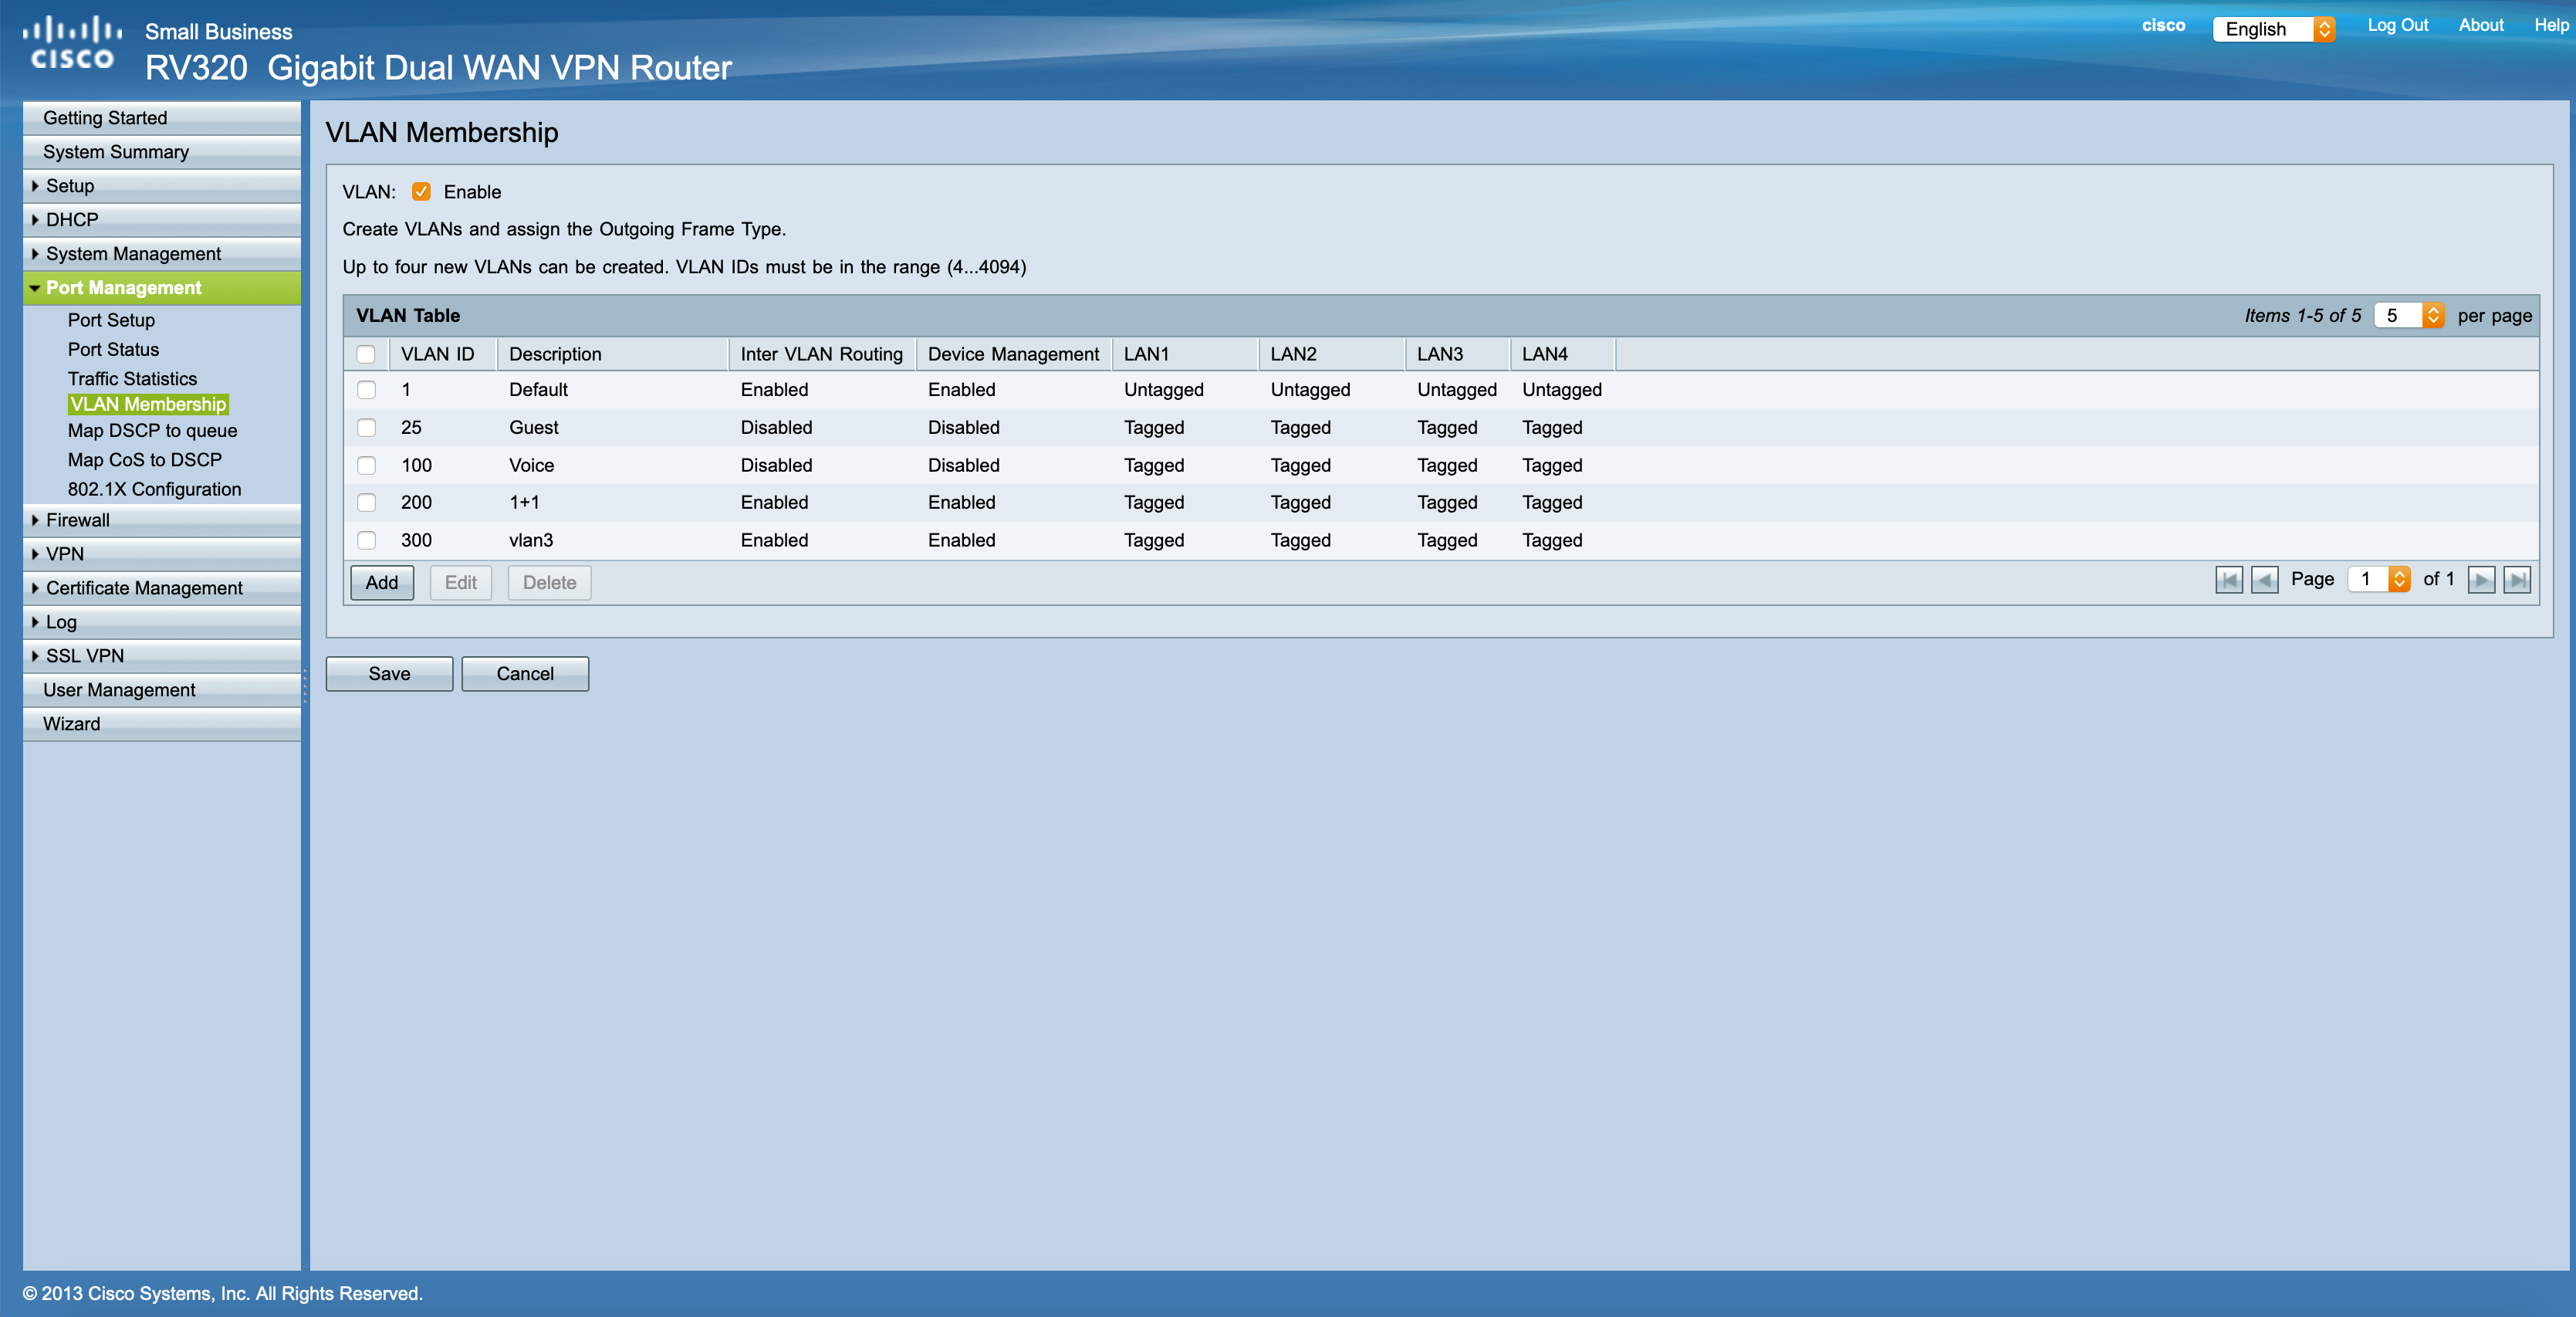 cisco
Small Business
RV320 Gigabit Dual WAN VPN Router
cisco English Log Out About Help
Getting Started
System Summary
Setup
DHCP
System Management
Port Management
Port Setup
Port Status
Traffic Statistics
VLAN Membership
Map DSCP to queue
Map CoS to DSCP
802.1X Configuration
Firewall
VPN
Certificate Management
Log
SSL VPN
User Management
Wizard
VLAN Membership
VLAN: Enable
Create VLANs and assign the Outgoing Frame Type.
Up to four new VLANs can be created. VLAN IDs must be in the range (4...4094)
VLAN Table Items 1-5 of 5 5 per page
VLAN ID Description Inter VLAN Routing Device Management LAN1 LAN2 LAN3 LAN4
1 Default Enabled Enabled Untagged Untagged Untagged Untagged
25 Guest Disabled Disabled Tagged Tagged Tagged Tagged
100 Voice Disabled Disabled Tagged Tagged Tagged Tagged
200 1+1 Enabled Enabled Tagged Tagged Tagged Tagged
300 vlan3 Enabled Enabled Tagged Tagged Tagged Tagged
Add Edit Delete Page 1 of 1
Save Cancel
© 2013 Cisco Systems, Inc. All Rights Reserved.